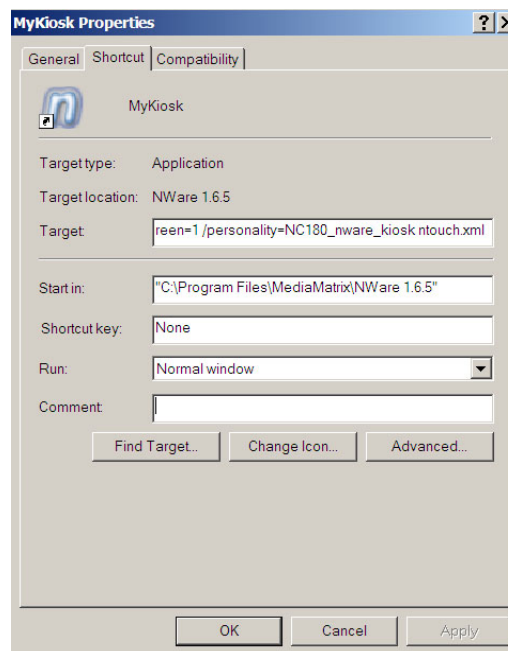 MyKiosk Properties
General Shortcut Compatibility
MyKiosk
Target type: Application
Target location: NWare 1.6.5
Target: reen=1 /personality=NC180_nware_kiosk ntouch.xml
Start in: "C:\Program Files\MediaMatrix\NWare 1.6.5"
Shortcut key: None
Run: Normal window
Comment:
Find Target... Change Icon... Advanced...
OK Cancel Apply